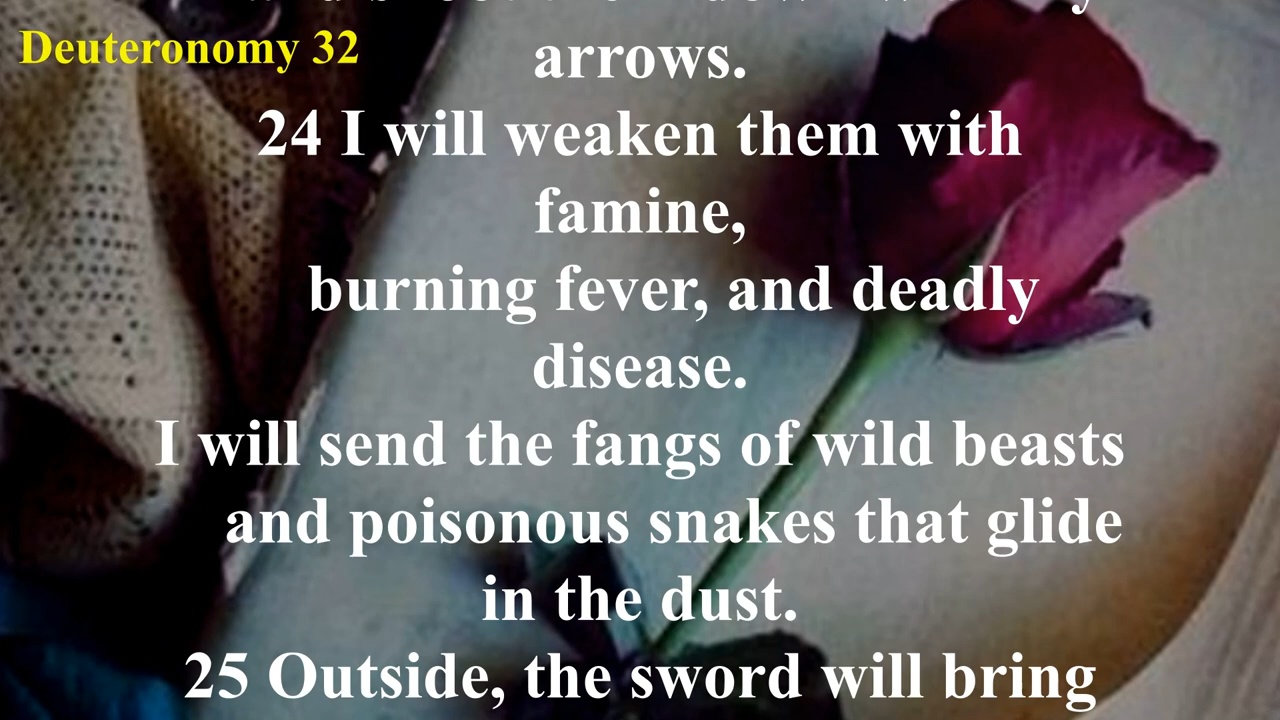 Deuteronomy 32
arrows.
24 I will weaken them with
famine,
burning fever, and deadly
disease.
I will send the fangs of wild beasts
and poisonous snakes that glide
in the dust.
25 Outside, the sword will bring